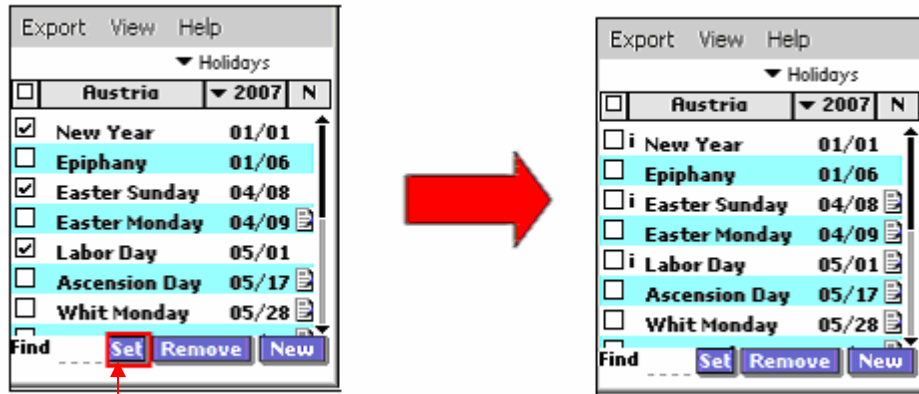 Export View Help
Holidays
Austria 2007 N
New Year 01/01
Epiphany 01/06
Easter Sunday 04/08
Easter Monday 04/09
Labor Day 05/01
Ascension Day 05/17
Whit Monday 05/28
Find Set Remove New
Export View Help
Holidays
Austria 2007 N
i New Year 01/01
Epiphany 01/06
i Easter Sunday 04/08
Easter Monday 04/09
i Labor Day 05/01
Ascension Day 05/17
Whit Monday 05/28
Find Set Remove New